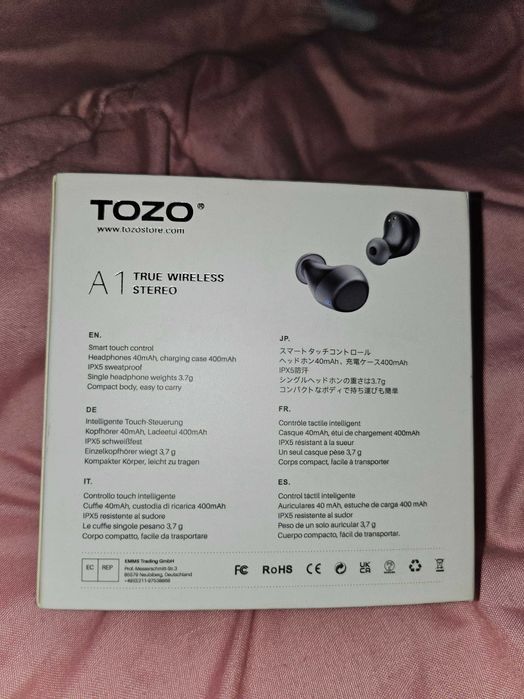 TOZO®
www.tozostore.com
A1 TRUE WIRELESS
STEREO
EN.
Smart touch control
Headphones 40mAh, charging case 400mAh
IPX5 sweatproof
Single headphone weights 3.7g
Compact body, easy to carry
JP.
スマートタッチコントロール
ヘッドホン40mAh、充電ケース400mAh
IPX5防汗
シングルヘッドホンの重さは3.7g
コンパクトなボディで持ち運びも簡単
DE
Intelligente Touch-Steuerung
Kopfhörer 40mAh, Ladeetui 400mAh
IPX5 schweißfest
Einzelkopfhörer wiegt 3,7 g
Kompakter Körper, leicht zu tragen
FR.
Contrôle tactile intelligent
Casque 40mAh, étui de chargement 400mAh
IPX5 résistant à la sueur
Un seul casque pèse 3,7 g
Corps compact, facile à transporter
IT.
Controllo touch intelligente
Cuffie 40mAh, custodia di ricarica 400mAh
IPX5 resistente al sudore
Le cuffie singole pesano 3,7 g
Corpo compatto, facile da trasportare
ES.
Control táctil inteligente
Auriculares 40 mAh, estuche de carga 400 mAh
IPX5 resistente al sudor
Peso de un solo auricular 3,7 g
Cuerpo compacto, fácil de transportar.
EC REP
EMMS Trading GmbH
Prof. Messerschmitt-Str.3
85579 Neubiberg, Deutschland
FC RoHS CE UK CA